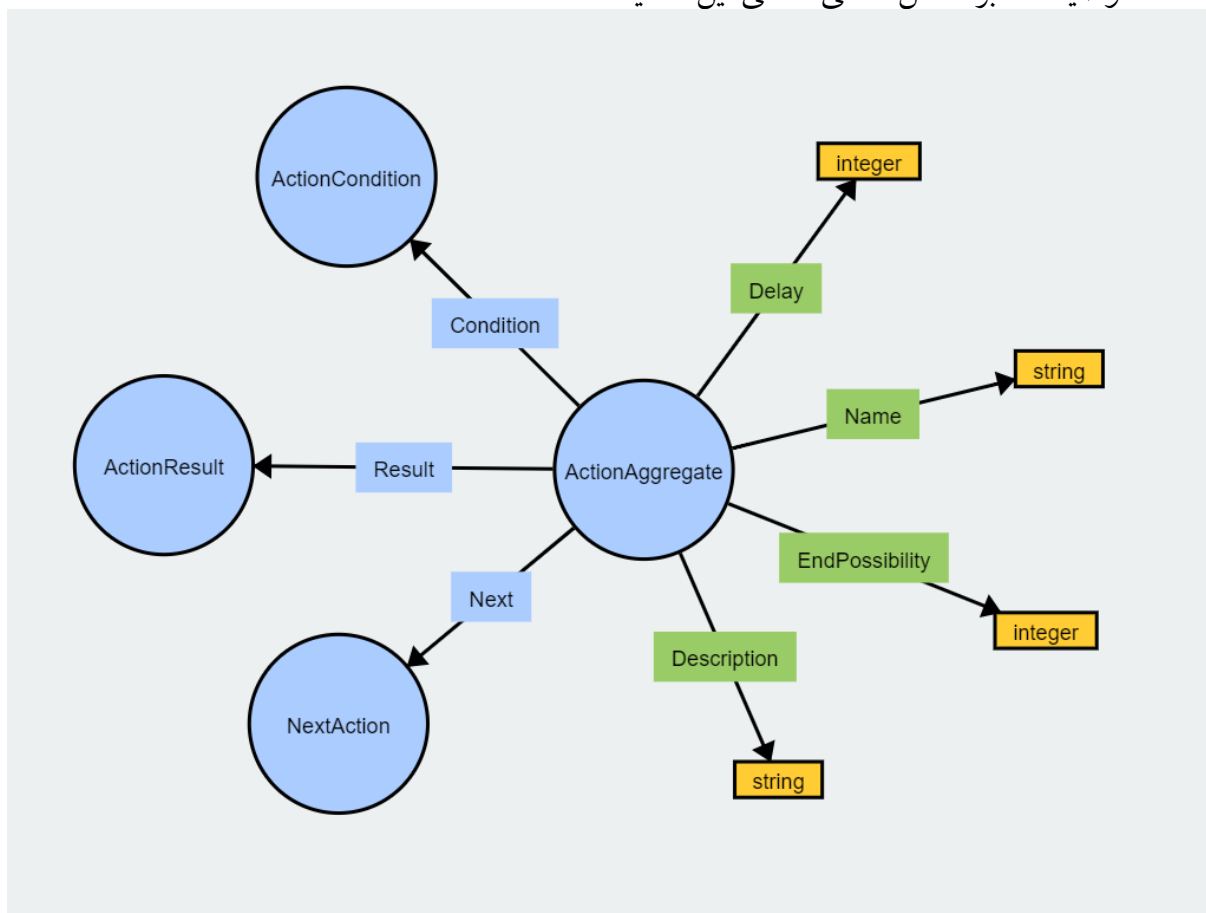 ActionCondition
integer
Delay
Condition
string
Name
ActionResult
Result
ActionAggregate
EndPossibility
Next
integer
Description
NextAction
string